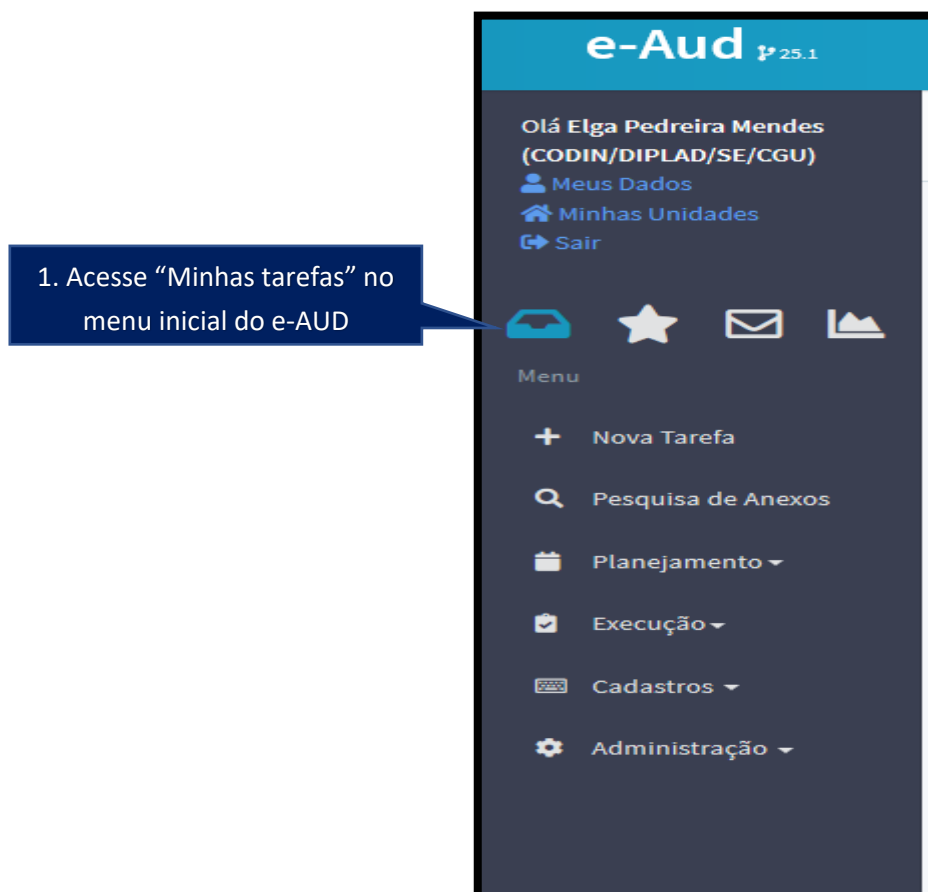 e-Aud 25.1
Olá Elga Pedreira Mendes
(CODIN/DIPLAD/SE/CGU)
Meus Dados
Minhas Unidades
Sair
1. Acesse “Minhas tarefas” no
menu inicial do e-AUD
Menu
Nova Tarefa
Pesquisa de Anexos
Planejamento
Execução
Cadastros
Administração